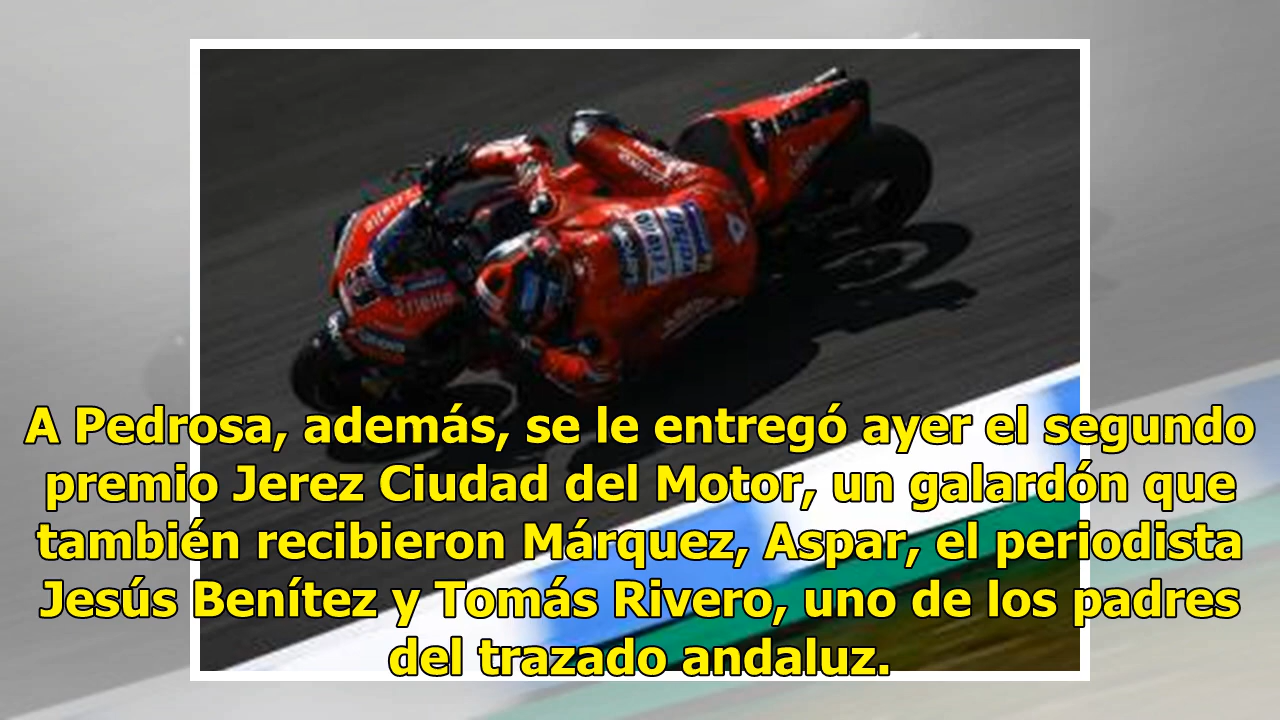 A Pedrosa, además, se le entregó ayer el segundo
premio Jerez Ciudad del Motor, un galardón que
también recibieron Márquez, Aspar, el periodista
Jesús Benítez y Tomás Rivero, uno de los padres
del trazado andaluz.